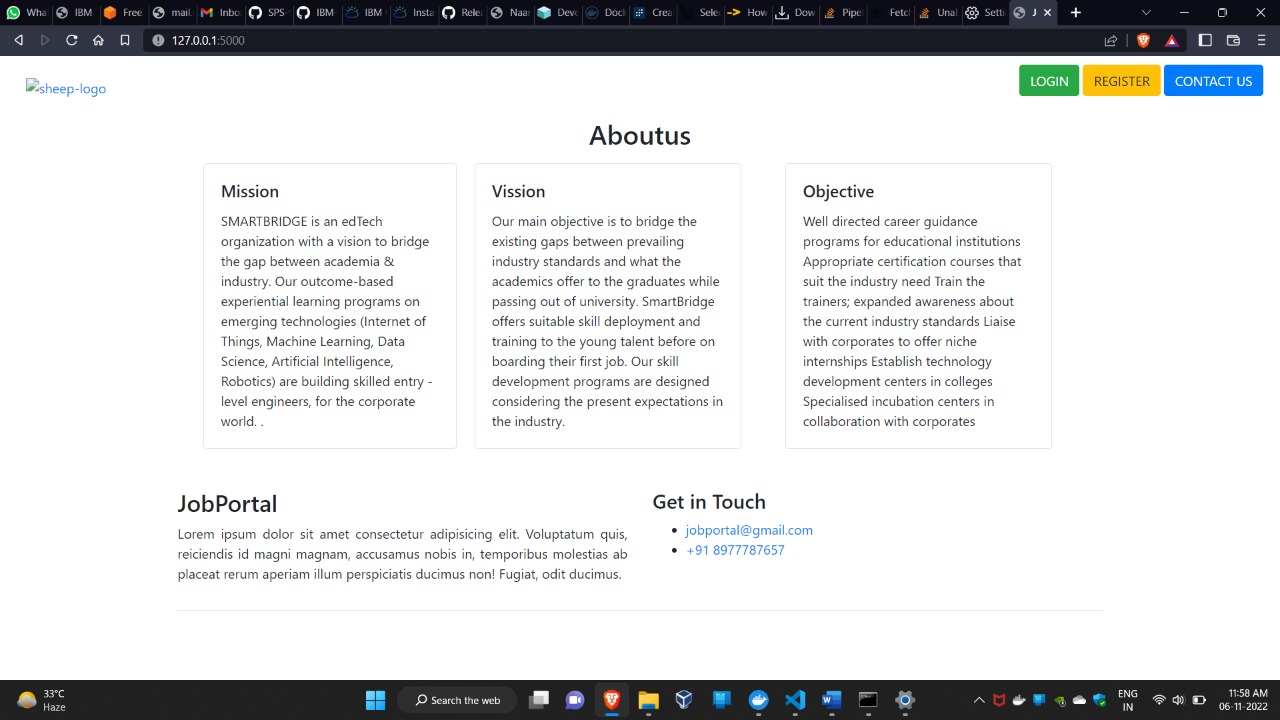 Wha
IBM
Free
mail.
Inbo
SPS-
IBM-
IBM
Insta
Rele
Naar
Deve
Dock
Crea
Selec
How
Dow
Pipel
Fetcl
Unal
Setti
J
127.0.0.1:5000
sheep-logo
LOGIN
REGISTER
CONTACT US
Aboutus
Mission
SMARTBRIDGE is an edTech
organization with a vision to bridge
the gap between academia &
industry. Our outcome-based
experiential learning programs on
emerging technologies (Internet of
Things, Machine Learning, Data
Science, Artificial Intelligence,
Robotics) are building skilled entry -
level engineers, for the corporate
world. .
Vission
Our main objective is to bridge the
existing gaps between prevailing
industry standards and what the
academics offer to the graduates while
passing out of university. SmartBridge
offers suitable skill deployment and
training to the young talent before on
boarding their first job. Our skill
development programs are designed
considering the present expectations in
the industry.
Objective
Well directed career guidance
programs for educational institutions
Appropriate certification courses that
suit the industry need Train the
trainers; expanded awareness about
the current industry standards Liaise
with corporates to offer niche
internships Establish technology
development centers in colleges
Specialised incubation centers in
collaboration with corporates
JobPortal
Lorem ipsum dolor sit amet consectetur adipisicing elit. Voluptatum quis,
reiciendis id magni magnam, accusamus nobis in, temporibus molestias ab
placeat rerum aperiam illum perspiciatis ducimus non! Fugiat, odit ducimus.
Get in Touch
jobportal@gmail.com
+91 8977787657
33°C
Haze
Search the web
ENG
IN
11:58 AM
06-11-2022